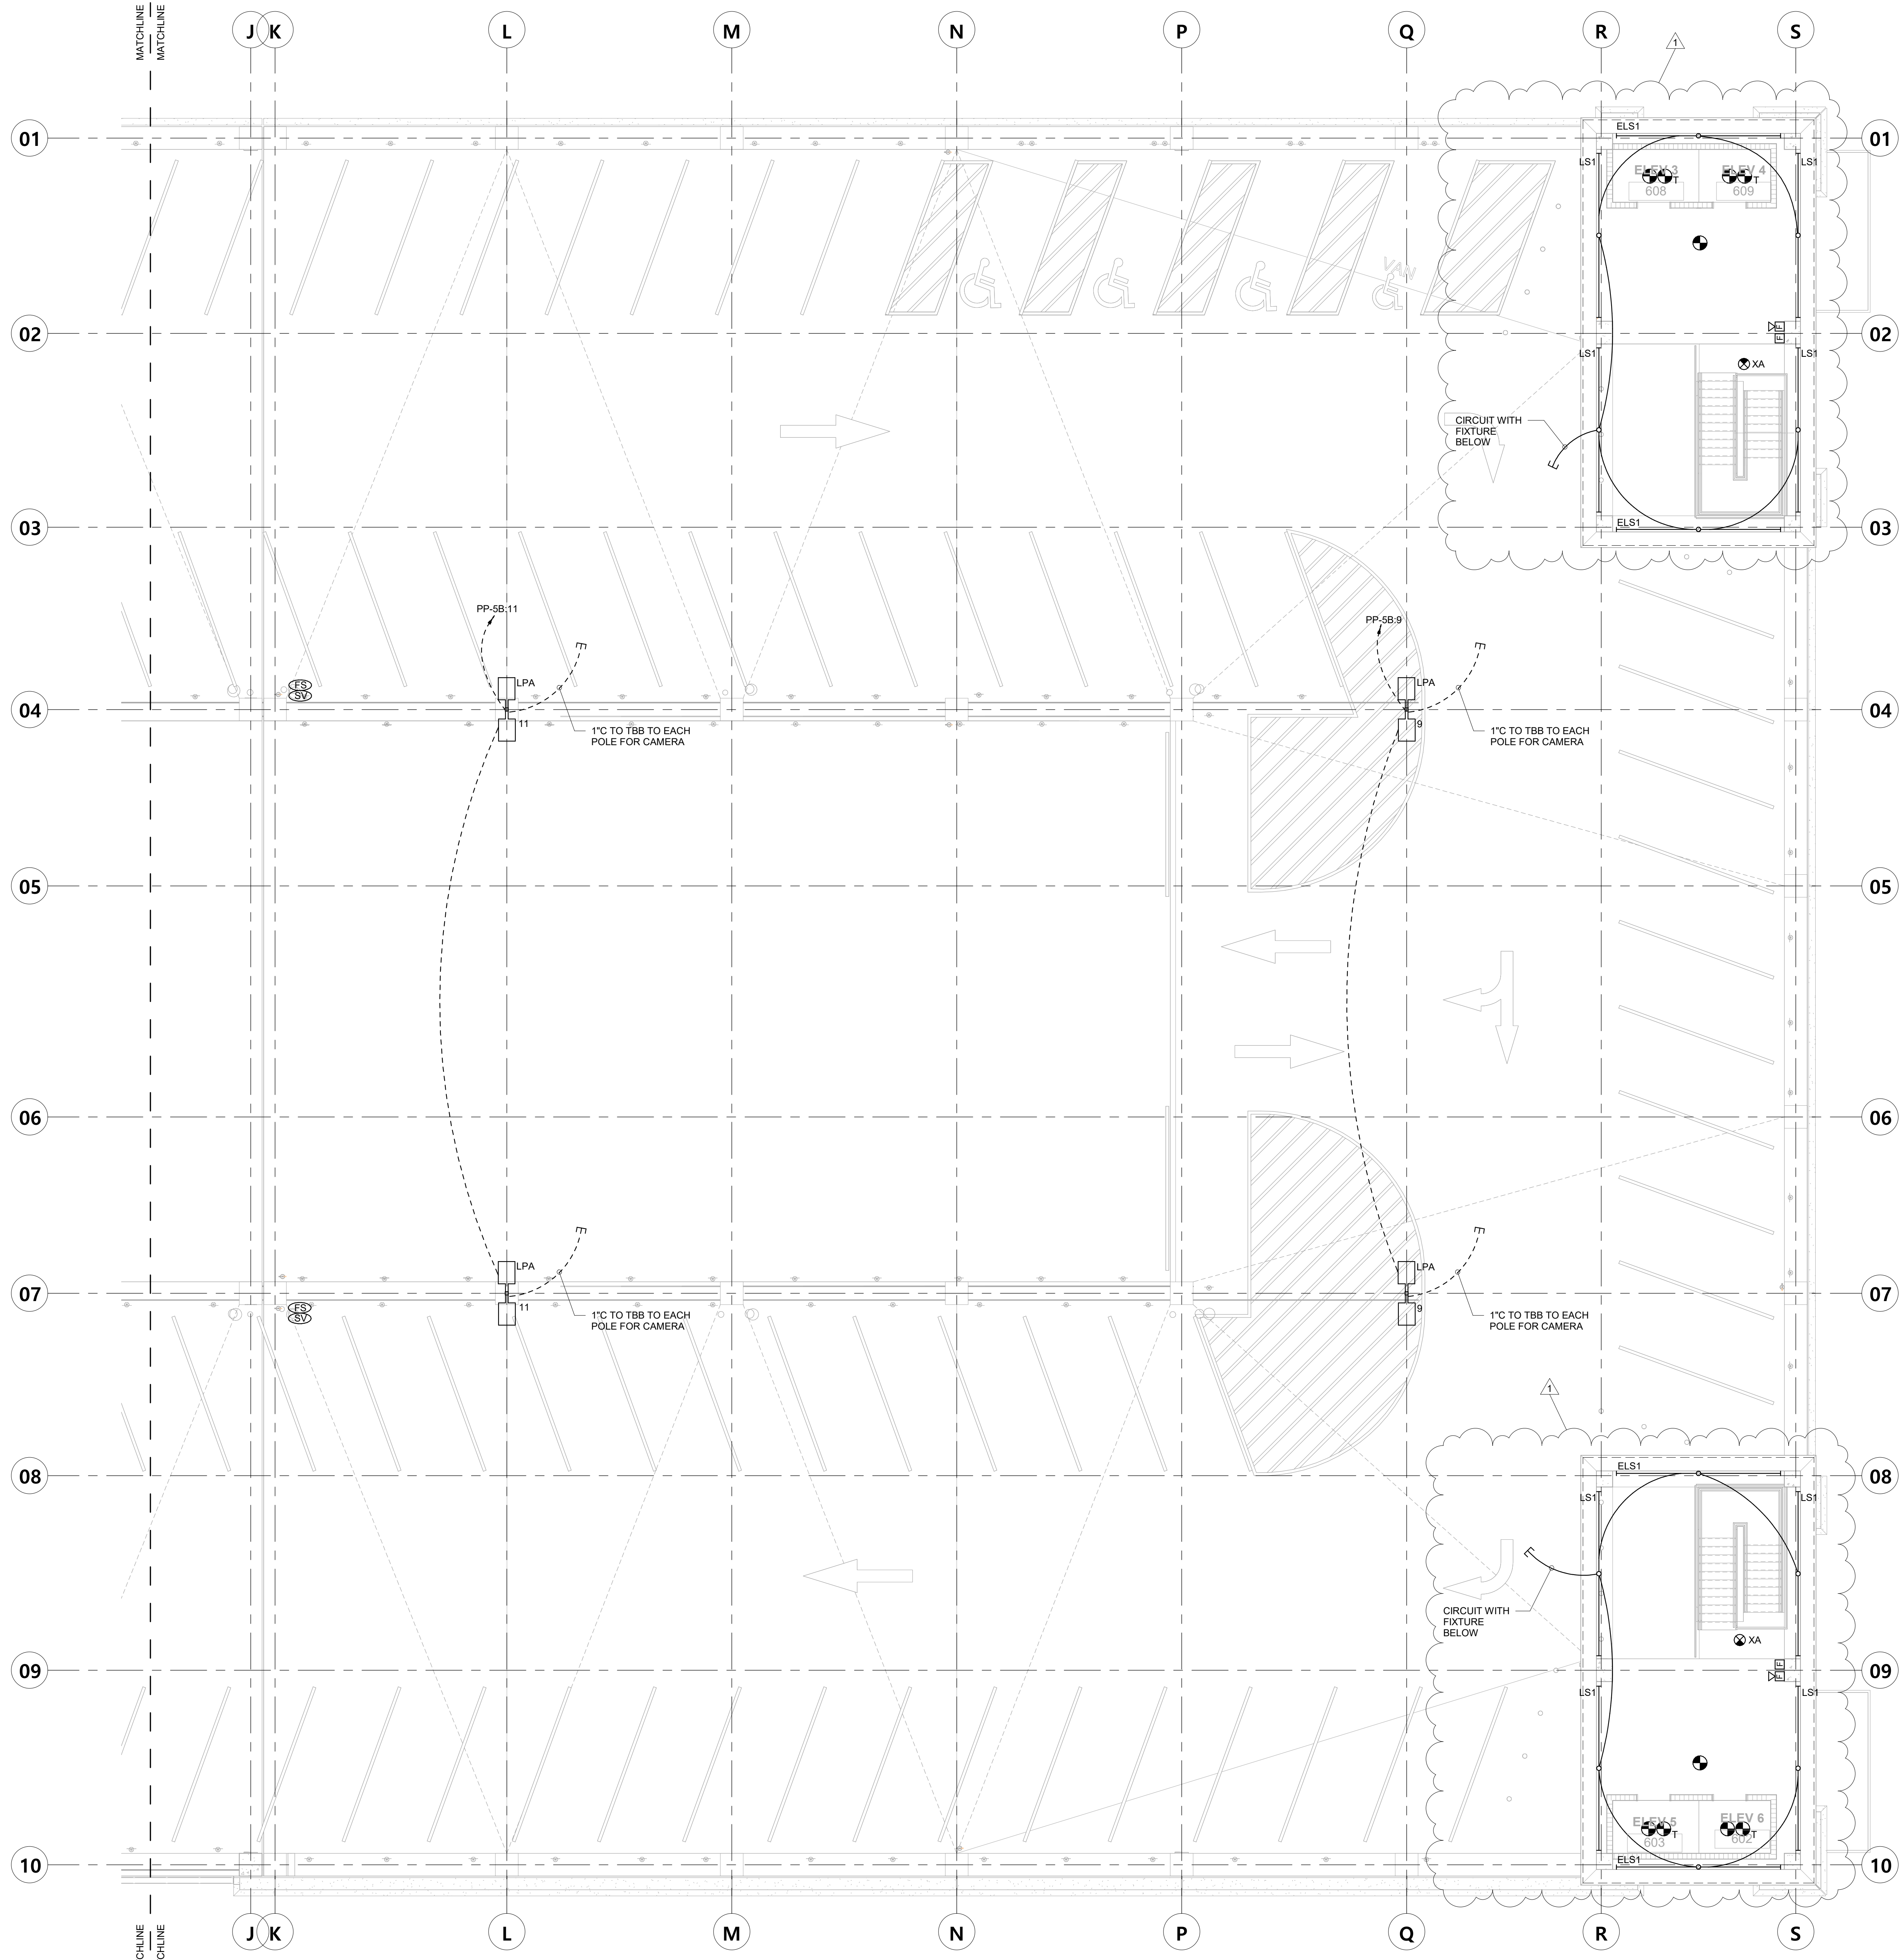 MATCHLINE
MATCHLINE
J
K
L
M
N
P
Q
R
S
1
01
01
ELS1
LS1
LS1
ELEV 3
ELEV 4
T
T
608
609
VAN
02
02
F
F
LS1
LS1
XA
CIRCUIT WITH
FIXTURE
BELOW
03
03
ELS1
PP-5B:11
PP-5B:9
FS
SV
LPA
LPA
04
04
11
9
1"C TO TBB TO EACH
POLE FOR CAMERA
1"C TO TBB TO EACH
POLE FOR CAMERA
05
05
06
06
LPA
LPA
07
07
FS
SV
11
9
1"C TO TBB TO EACH
POLE FOR CAMERA
1"C TO TBB TO EACH
POLE FOR CAMERA
1
08
08
ELS1
LS1
LS1
CIRCUIT WITH
FIXTURE
BELOW
XA
09
09
F
F
LS1
LS1
ELEV 5
ELEV 6
T
T
603
602
ELS1
10
10
CHLINE
CHLINE
J
K
L
M
N
P
Q
R
S